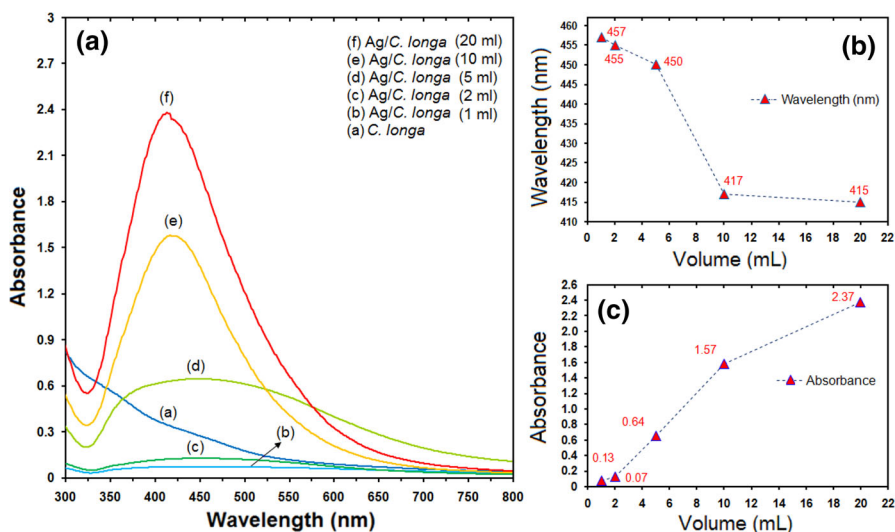 (a)
(f) Ag/C. longa (20 ml)
(e) Ag/C. longa (10 ml)
(d) Ag/C. longa (5 ml)
(c) Ag/C. longa (2 ml)
(b) Ag/C. longa (1 ml)
(a) C. longa
(f)
(e)
(d)
(a)
(b)
(c)
Absorbance
3
2.7
2.4
2.1
1.8
1.5
1.2
0.9
0.6
0.3
0
300 350 400 450 500 550 600 650 700 750 800
Wavelength (nm)
(b)
Wavelength (nm)
460
455
450
445
440
435
430
425
420
415
410
457
455
450
417
415
Wavelength (nm)
0 2 4 6 8 10 12 14 16 18 20 22
Volume (mL)
(c)
Absorbance
2.6
2.4
2.2
2
1.8
1.6
1.4
1.2
1
0.8
0.6
0.4
0.2
0
2.37
1.57
0.64
0.13
0.07
Absorbance
0 2 4 6 8 10 12 14 16 18 20 22
Volume (mL)